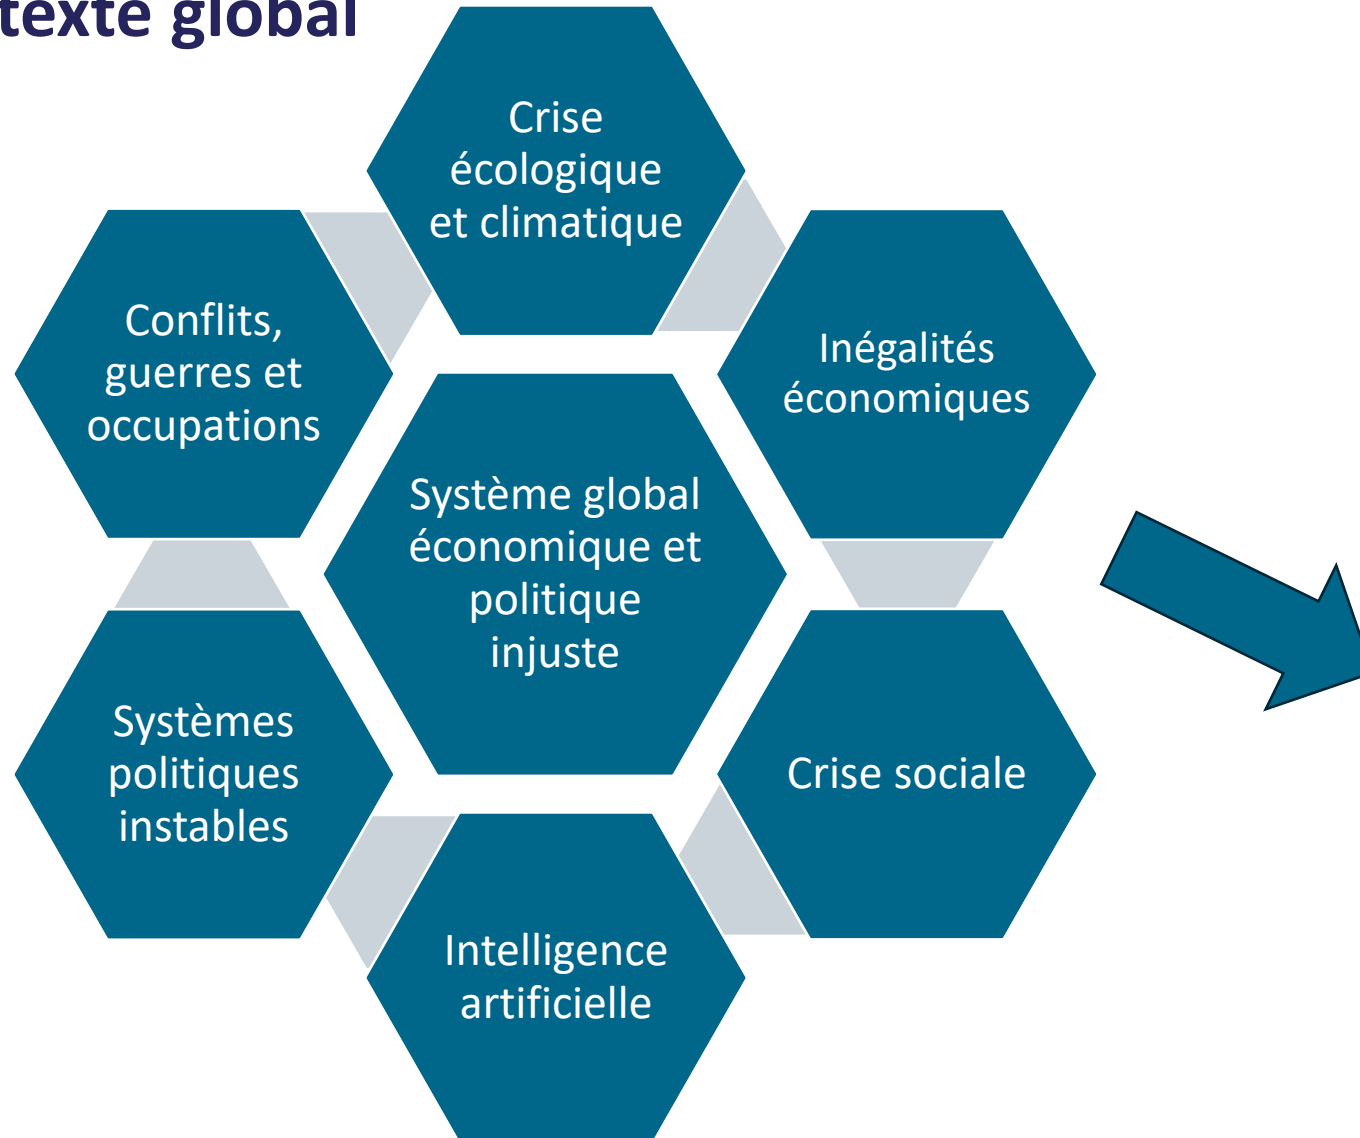 texte global
Crise
écologique
et climatique
Conflits,
guerres et
occupations
Inégalités
économiques
Système global
économique et
politique
injuste
Systèmes
politiques
instables
Crise sociale
Intelligence
artificielle